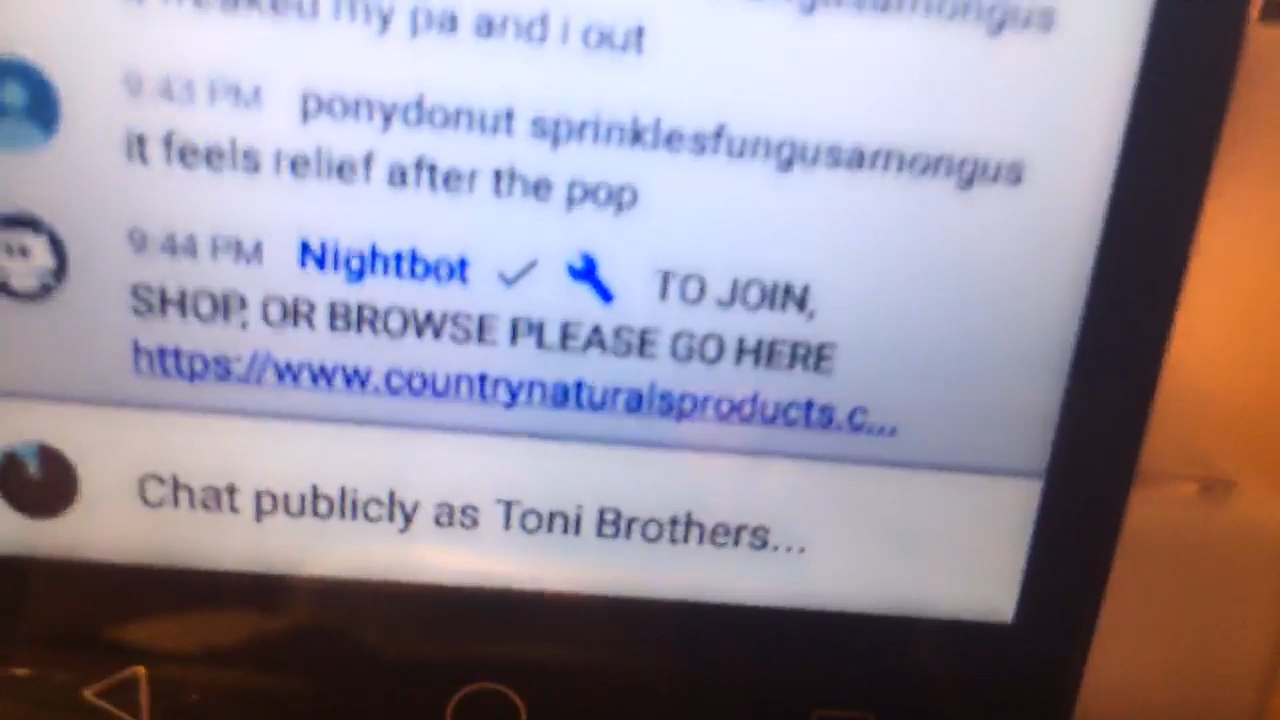 my pa and i out
9:43 PM ponydonut sprinklesfungusamongus
it feels relief after the pop
9:44 PM Nightbot TO JOIN,
SHOP, OR BROWSE PLEASE GO HERE
https://www.countrynaturalsproducts.c...
Chat publicly as Toni Brothers...